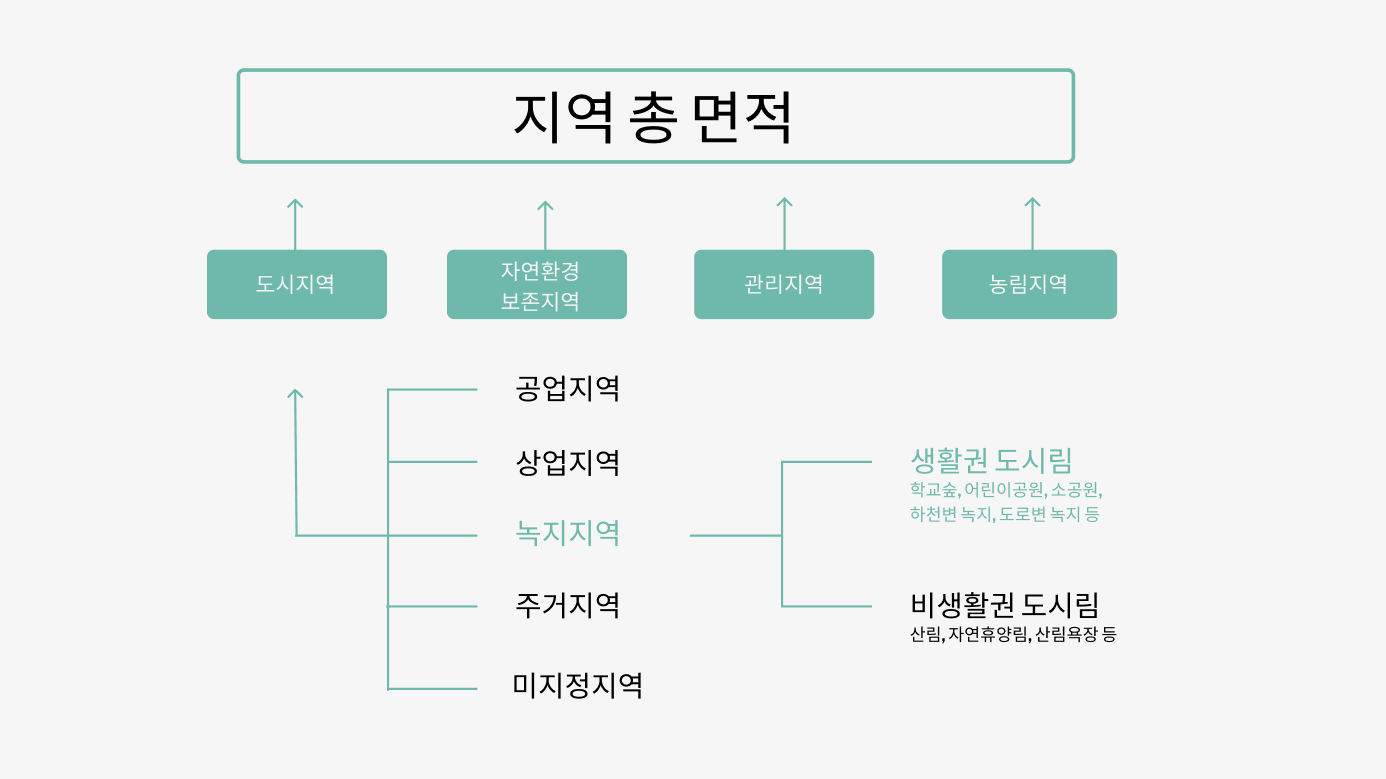 지역 총 면적
도시지역
자연환경
보존지역
관리지역
농림지역
공업지역
상업지역
녹지지역
주거지역
미지정지역
생활권 도시림
학교숲, 어린이공원, 소공원,
하천변 녹지, 도로변 녹지 등
비생활권 도시림
산림, 자연휴양림, 산림욕장 등